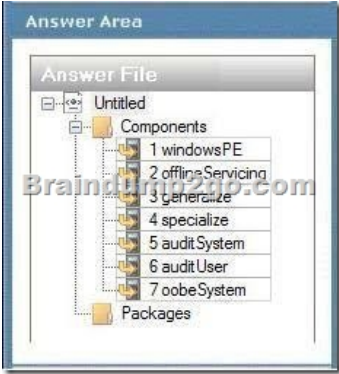 Answer Area
Answer File
Untitled
Components
1 windowsPE
2 offlineServicing
Braindump2go.com
3 generalize
4 specialize
5 auditSystem
6 auditUser
7 oobeSystem
Packages